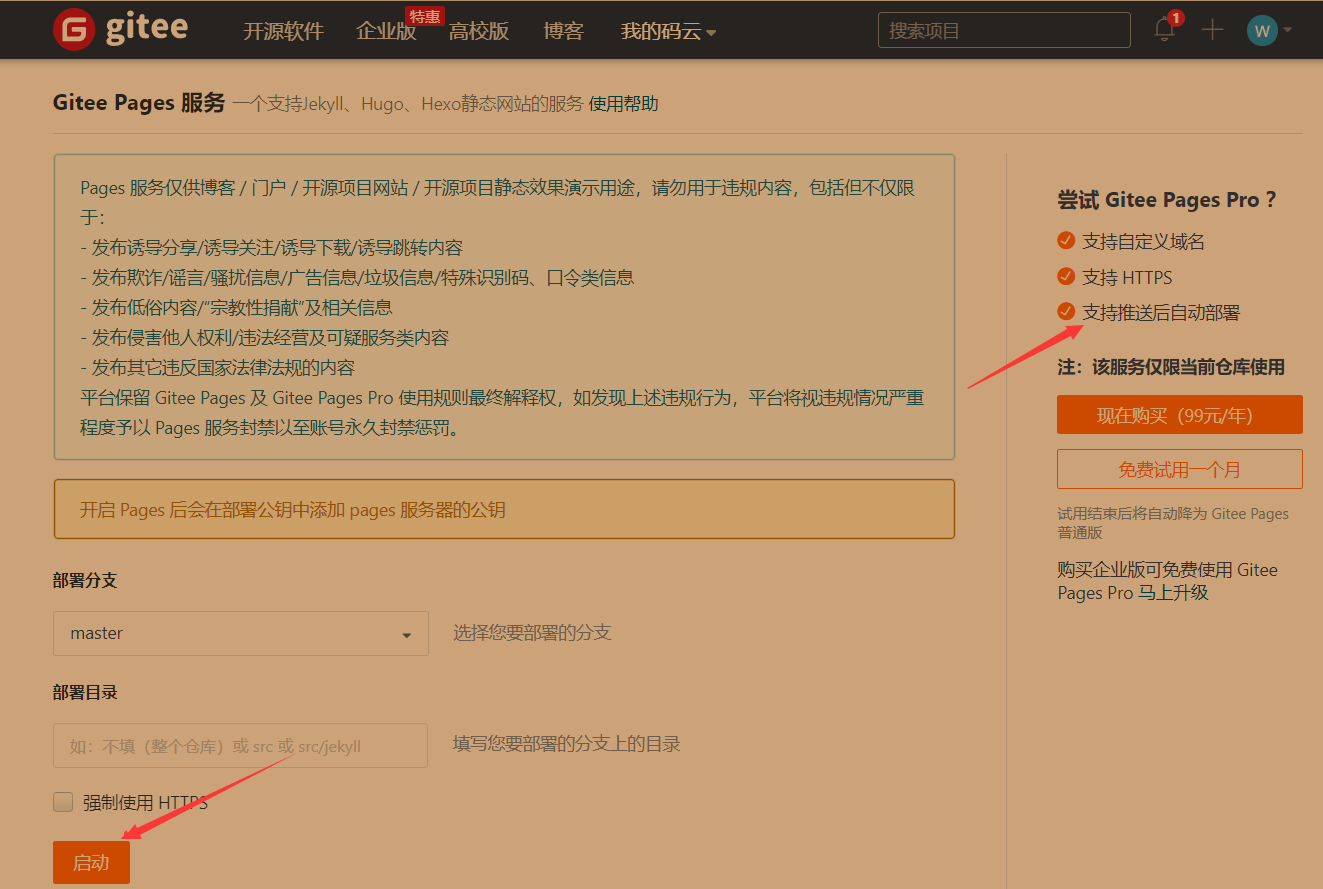 gitee
开源软件 企业版 特惠 高校版 博客 我的码云
搜索项目
1
W
Gitee Pages 服务 一个支持Jekyll、Hugo、Hexo静态网站的服务 使用帮助
Pages 服务仅供博客 / 门户 / 开源项目网站 / 开源项目静态效果演示用途，请勿用于违规内容，包括但不仅限
于：
- 发布诱导分享/诱导关注/诱导下载/诱导跳转内容
- 发布欺诈/谣言/骚扰信息/广告信息/垃圾信息/特殊识别码、口令类信息
- 发布低俗内容/“宗教性捐献”及相关信息
- 发布侵害他人权利/违法经营及可疑服务类内容
- 发布其它违反国家法律法规的内容
平台保留 Gitee Pages 及 Gitee Pages Pro 使用规则最终解释权，如发现上述违规行为，平台将视违规情况严重
程度予以 Pages 服务封禁以至账号永久封禁惩罚。
开启 Pages 后会在部署公钥中添加 pages 服务器的公钥
部署分支
master
选择您要部署的分支
部署目录
如：不填（整个仓库）或 src 或 src/jekyll
填写您要部署的分支上的目录
强制使用 HTTPS
启动
尝试 Gitee Pages Pro ?
支持自定义域名
支持 HTTPS
支持推送后自动部署
注：该服务仅限当前仓库使用
现在购买（99元/年）
免费试用一个月
试用结束后将自动降为 Gitee Pages
普通版
购买企业版可免费使用 Gitee
Pages Pro 马上升级